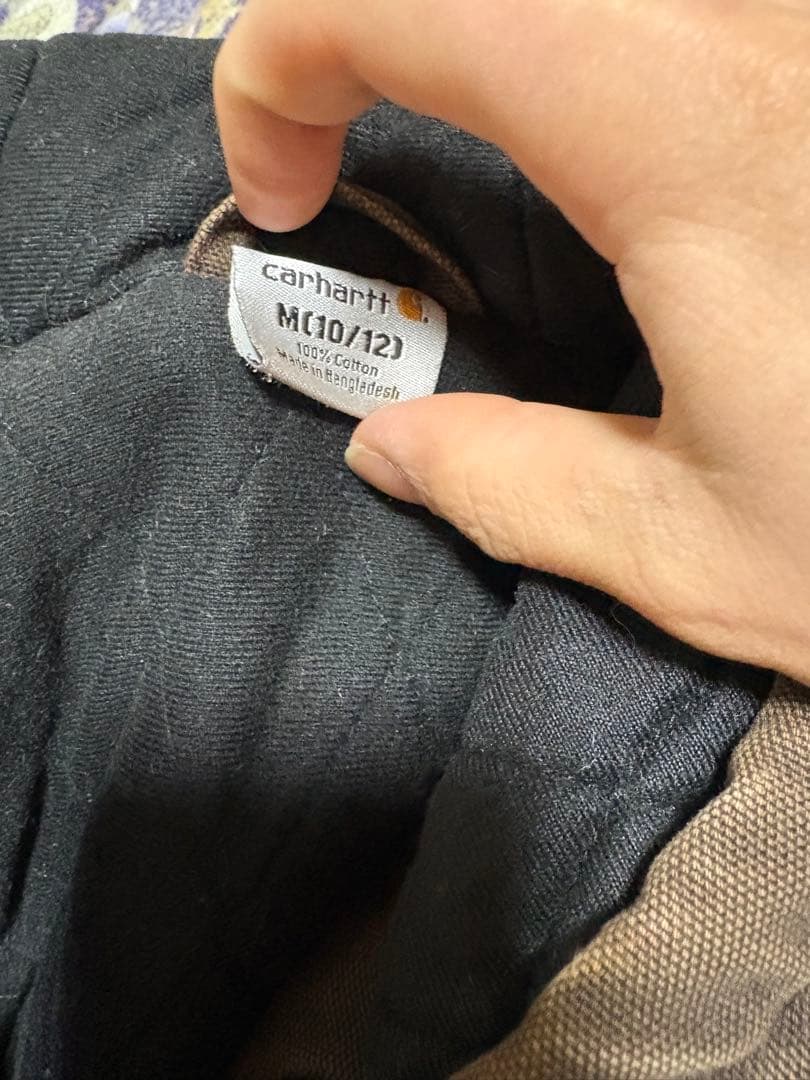 carhartt
M(10/12)
100% Cotton
Made in Bangladesh